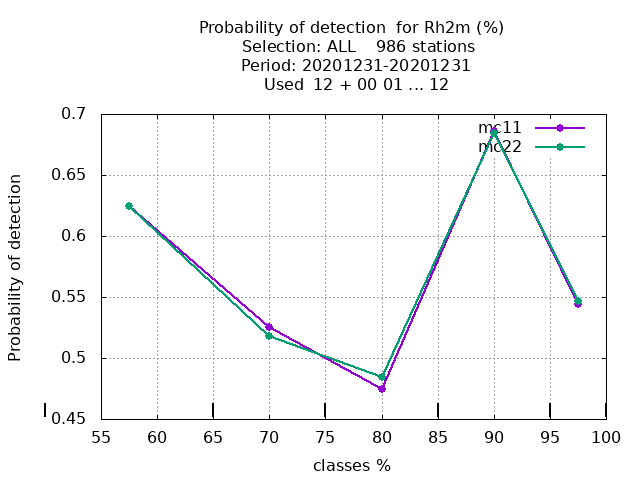 Probability of detection  for Rh2m (%)
Selection: ALL    986 stations
Period: 20201231-20201231
Used  12 + 00 01 ... 12
mc11
mc22
0.7
0.65
0.6
0.55
0.5
0.45
Probability of detection
55 60 65 70 75 80 85 90 95 100
classes %